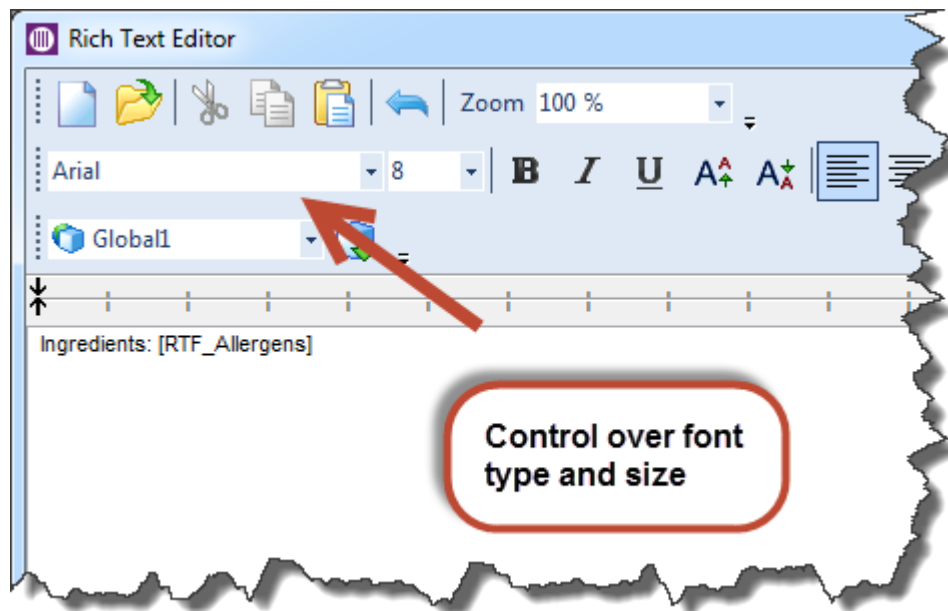 Rich Text Editor
Zoom 100 %
Arial 8 B I U A A
Global1
Ingredients: [RTF_Allergens]
Control over font
type and size